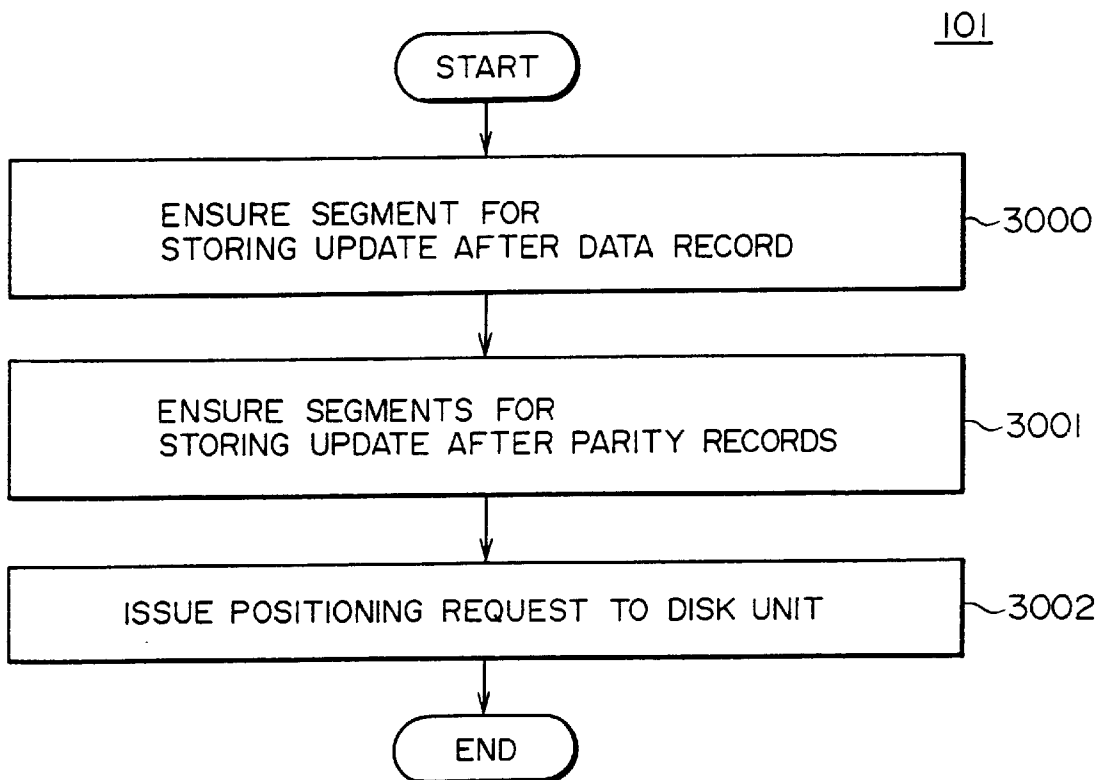 101
START
ENSURE SEGMENT FOR
STORING UPDATE AFTER DATA RECORD
3000
ENSURE SEGMENTS FOR
STORING UPDATE AFTER PARITY RECORDS
3001
ISSUE POSITIONING REQUEST TO DISK UNIT
3002
END